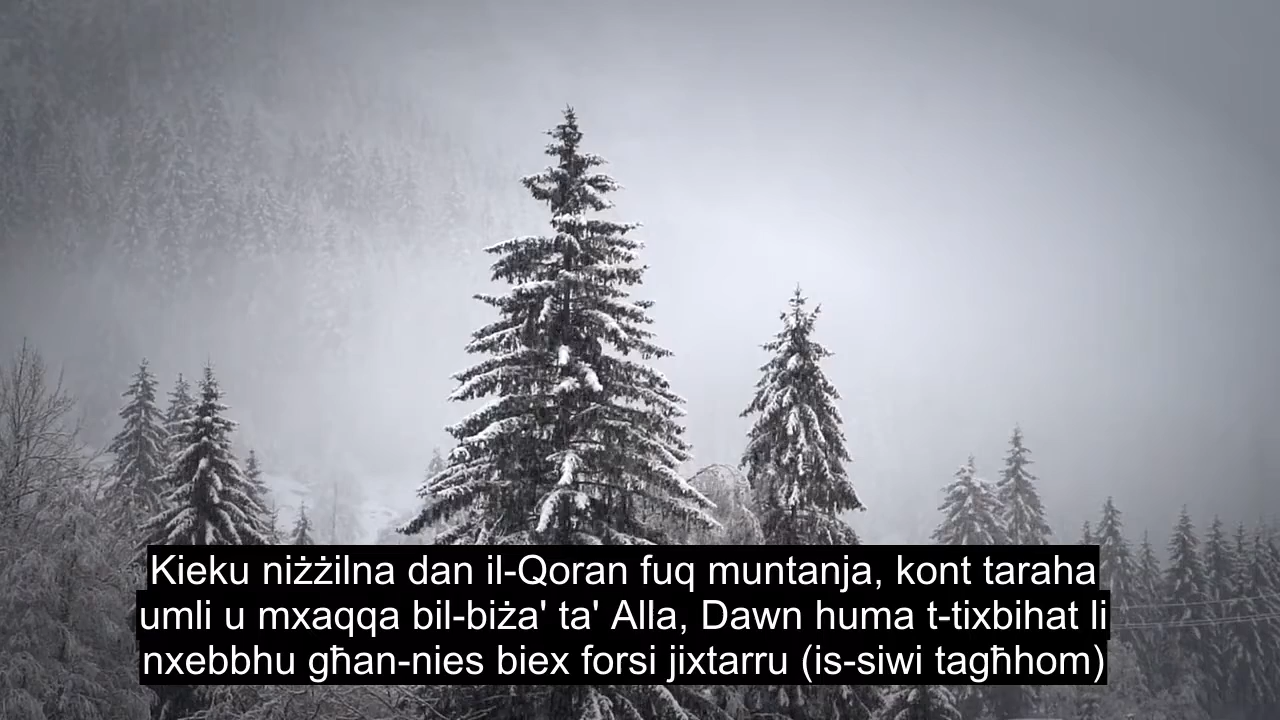 Kieku niżżilna dan il-Qoran fuq muntanja, kont taraha
umli u mxaqqa bil-biża' ta' Alla, Dawn huma t-tixbihat li
nxebbhu għan-nies biex forsi jixtarru (is-siwi tagħhom)